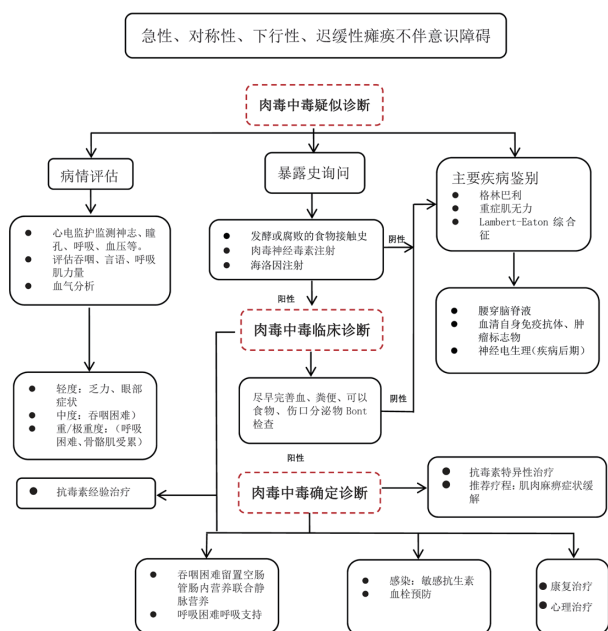 急性、对称性、下行性、迟缓性瘫痪不伴意识障碍
肉毒中毒疑似诊断
病情评估
暴露史询问
主要疾病鉴别
格林巴利
重症肌无力
Lambert-Eaton 综合
征
心电监护监测神志、瞳
孔、呼吸、血压等。
评估吞咽、言语、呼吸
肌力量
血气分析
发酵或腐败的食物接触史
肉毒神经毒素注射
海洛因注射
阴性
阳性
腰穿脑脊液
血清自身免疫抗体、肿
瘤标志物
神经电生理(疾病后期)
肉毒中毒临床诊断
轻度：乏力、眼部
症状
中度：吞咽困难）
重/极重度：（呼吸
困难、骨骼肌受累）
尽早完善血、粪便、可以
食物、伤口分泌物 Bont
检查
阴性
阳性
抗毒素经验治疗
肉毒中毒确定诊断
抗毒素特异性治疗
推荐疗程：肌肉麻痹症状缓
解
吞咽困难留置空肠
管肠内营养联合静
脉营养
呼吸困难呼吸支持
感染：敏感抗生素
血栓预防
康复治疗
心理治疗